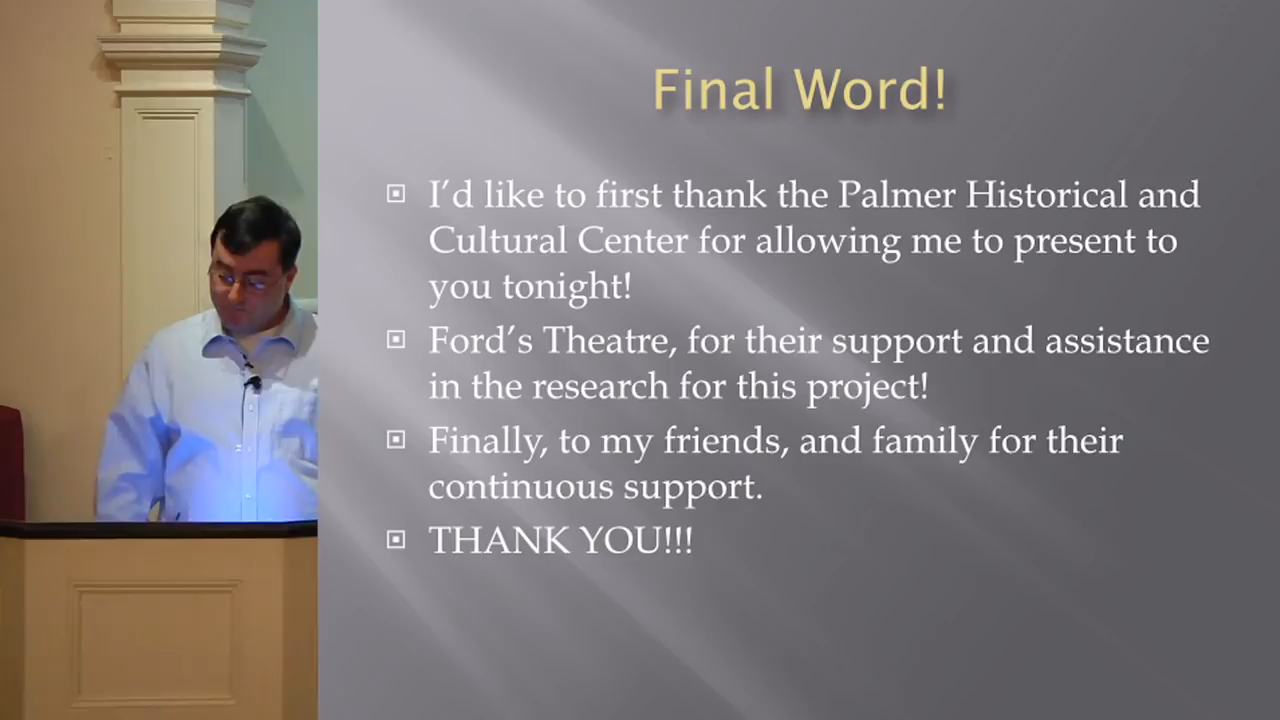 Final Word!
I’d like to first thank the Palmer Historical and
Cultural Center for allowing me to present to
you tonight!
Ford’s Theatre, for their support and assistance
in the research for this project!
Finally, to my friends, and family for their
continuous support.
THANK YOU!!!